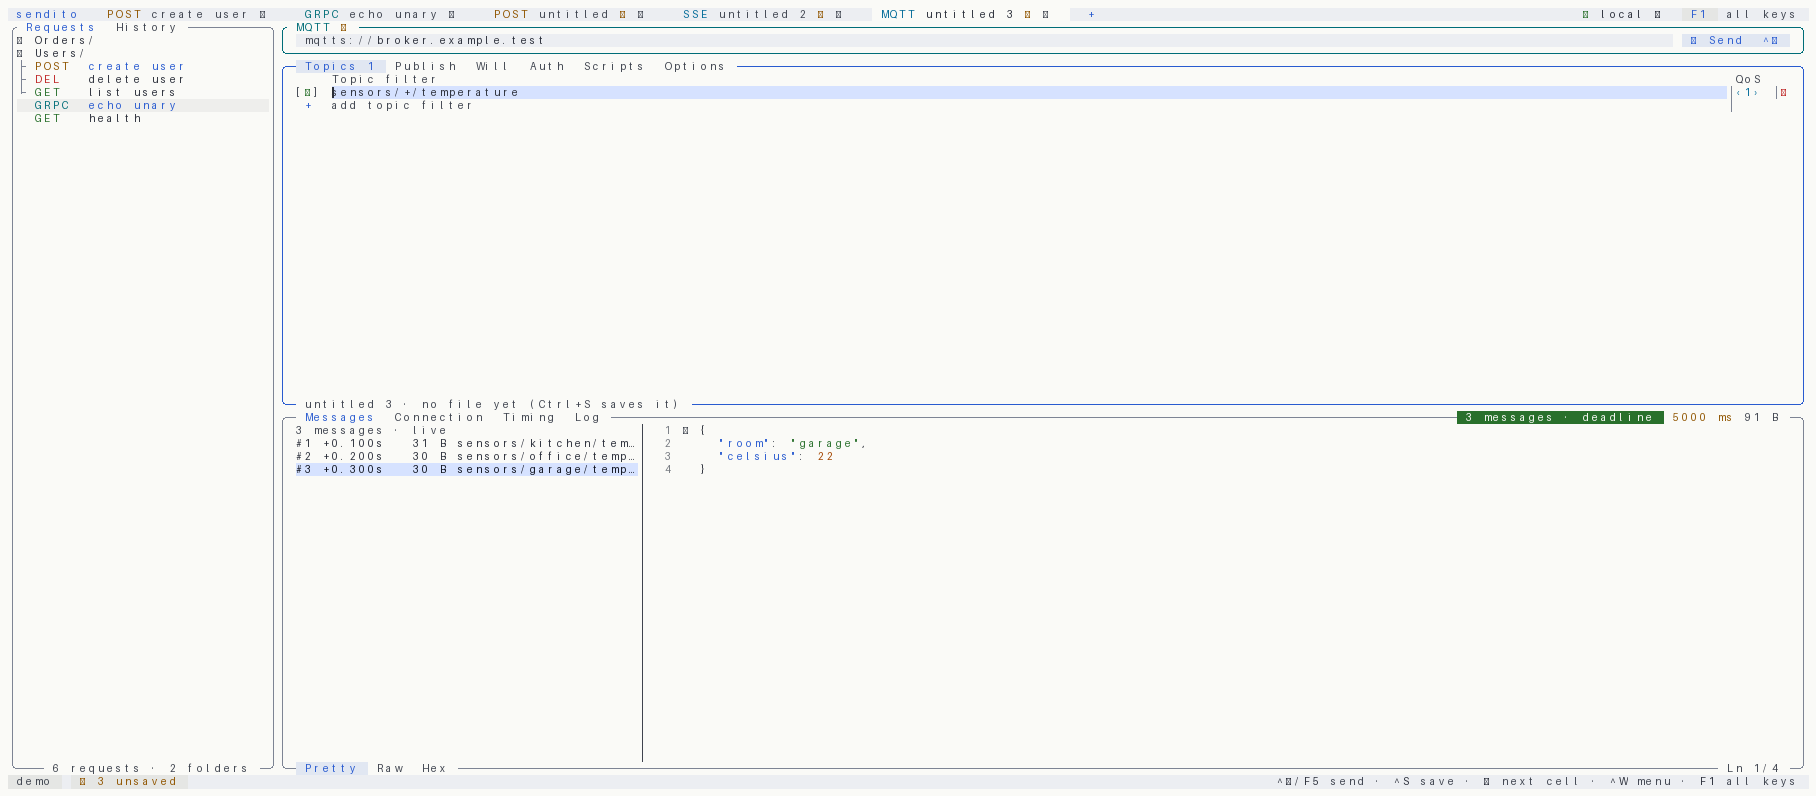 sendito POST create user GRPC echo unary POST untitled SSE untitled 2 MQTT untitled 3 + local F1 all keys
Requests History
Orders/
Users/
POST create user
DEL delete user
GET list users
GRPC echo unary
GET health
6 requests · 2 folders
MQTT
mqtts://broker.example.test Send ^
Topics 1 Publish Will Auth Scripts Options
Topic filter QoS
[ ] sensors/+/temperature ‹1›
+ add topic filter
untitled 3 · no file yet (Ctrl+S saves it)
Messages Connection Timing Log 3 messages · deadline 5000 ms 91 B
3 messages · live
#1 +0.100s 31 B sensors/kitchen/tem…
#2 +0.200s 30 B sensors/office/temp…
#3 +0.300s 30 B sensors/garage/temp…
1 {
2 "room": "garage",
3 "celsius": 22
4 }
Pretty Raw Hex Ln 1/4
demo 3 unsaved ^ /F5 send · ^S save · next cell · ^W menu · F1 all keys